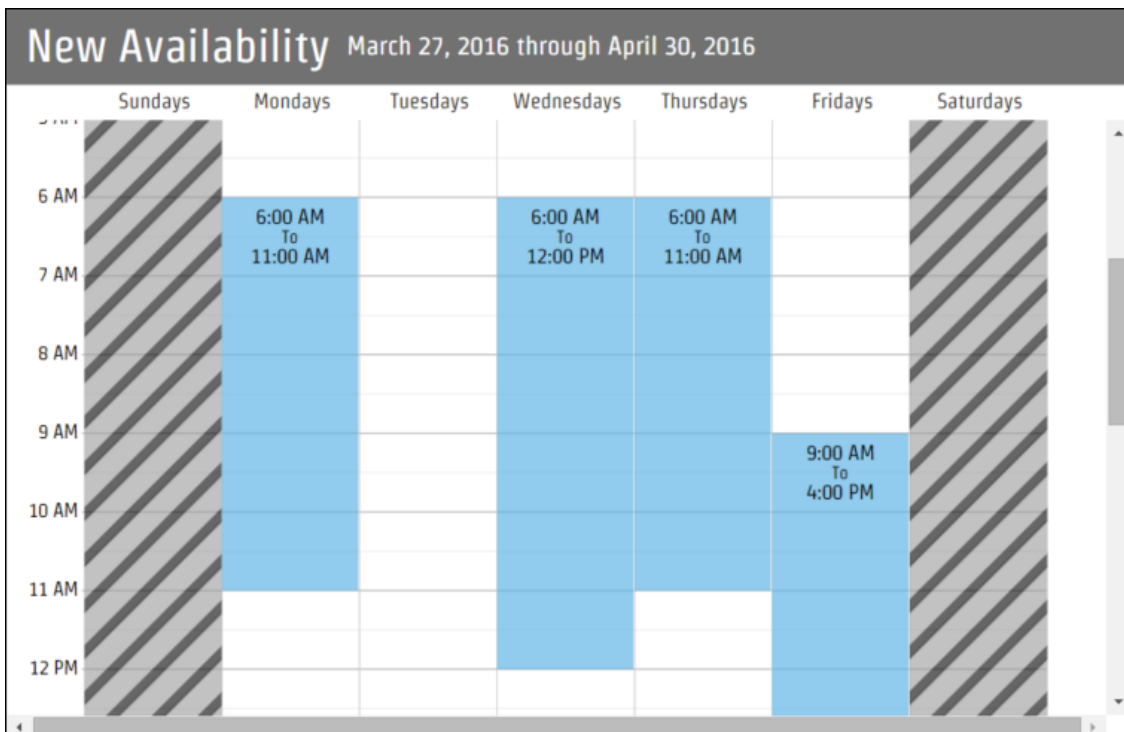 New Availability March 27, 2016 through April 30, 2016
Sundays Mondays Tuesdays Wednesdays Thursdays Fridays Saturdays
6 AM
6:00 AM 6:00 AM 6:00 AM
To To To
11:00 AM 12:00 PM 11:00 AM
7 AM
8 AM
9 AM
9:00 AM
To
4:00 PM
10 AM
11 AM
12 PM